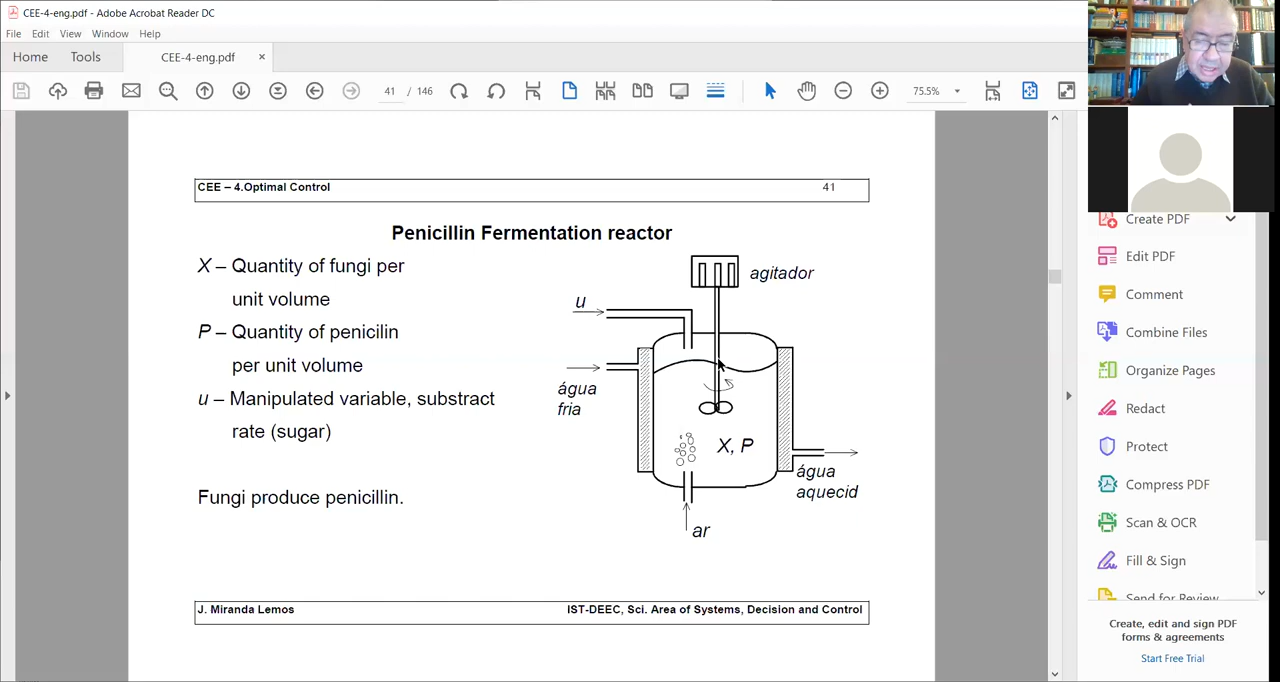 CEE-4-eng.pdf - Adobe Acrobat Reader DC
File Edit View Window Help
Home Tools CEE-4-eng.pdf ×
41 / 146 75.5%
CEE – 4.Optimal Control 41
Penicillin Fermentation reactor
X – Quantity of fungi per
unit volume
P – Quantity of penicilin
per unit volume
u – Manipulated variable, substract
rate (sugar)
Fungi produce penicillin.
agitador
u
água
fria
X, P
água
aquecid
ar
J. Miranda Lemos IST-DEEC, Sci. Area of Systems, Decision and Control
Create PDF
Edit PDF
Comment
Combine Files
Organize Pages
Redact
Protect
Compress PDF
Scan & OCR
Fill & Sign
Send for Review
Create, edit and sign PDF
forms & agreements
Start Free Trial